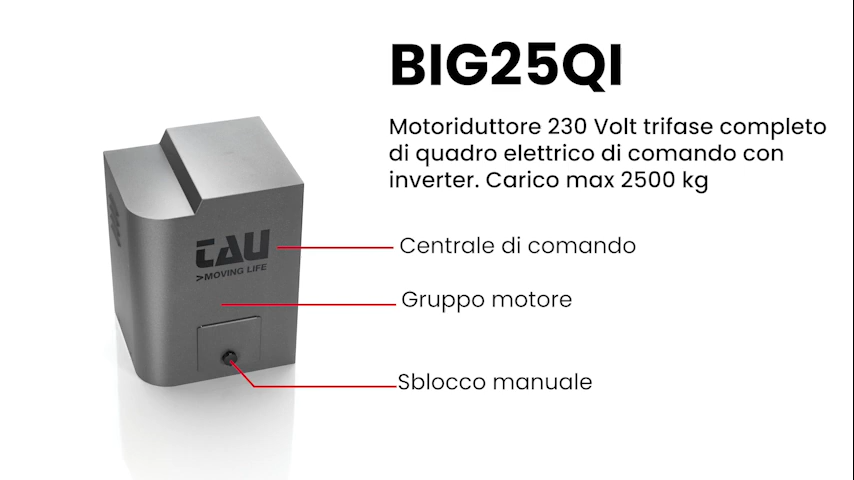 BIG25QI
Motoriduttore 230 Volt trifase completo
di quadro elettrico di comando con
inverter. Carico max 2500 kg
TAU
>MOVING LIFE
Centrale di comando
Gruppo motore
Sblocco manuale